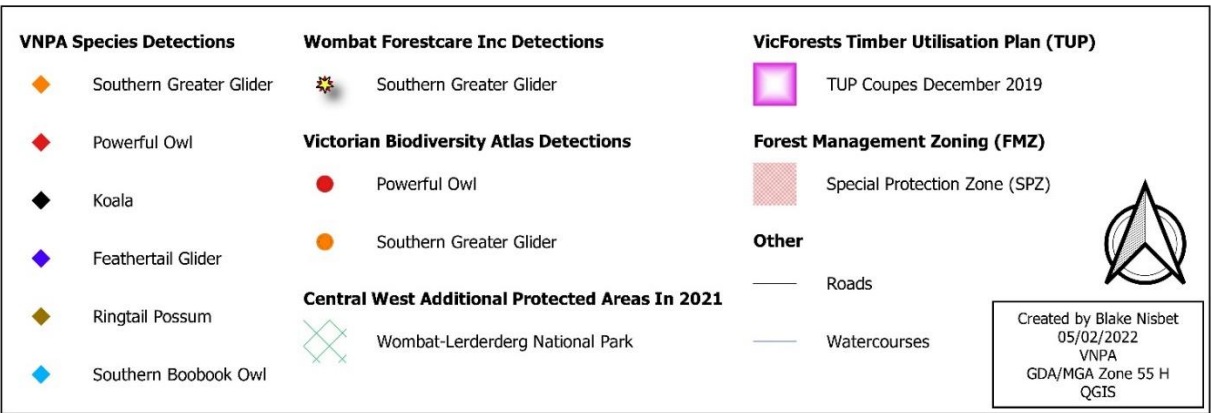 VNPA Species Detections
Southern Greater Glider
Powerful Owl
Koala
Feathertail Glider
Ringtail Possum
Southern Boobook Owl
Wombat Forestcare Inc Detections
Southern Greater Glider
Victorian Biodiversity Atlas Detections
Powerful Owl
Southern Greater Glider
Central West Additional Protected Areas In 2021
Wombat-Lerderderg National Park
VicForests Timber Utilisation Plan (TUP)
TUP Coupes December 2019
Forest Management Zoning (FMZ)
Special Protection Zone (SPZ)
Other
Roads
Watercourses
Created by Blake Nisbet
05/02/2022
VNPA
GDA/MGA Zone 55 H
QGIS